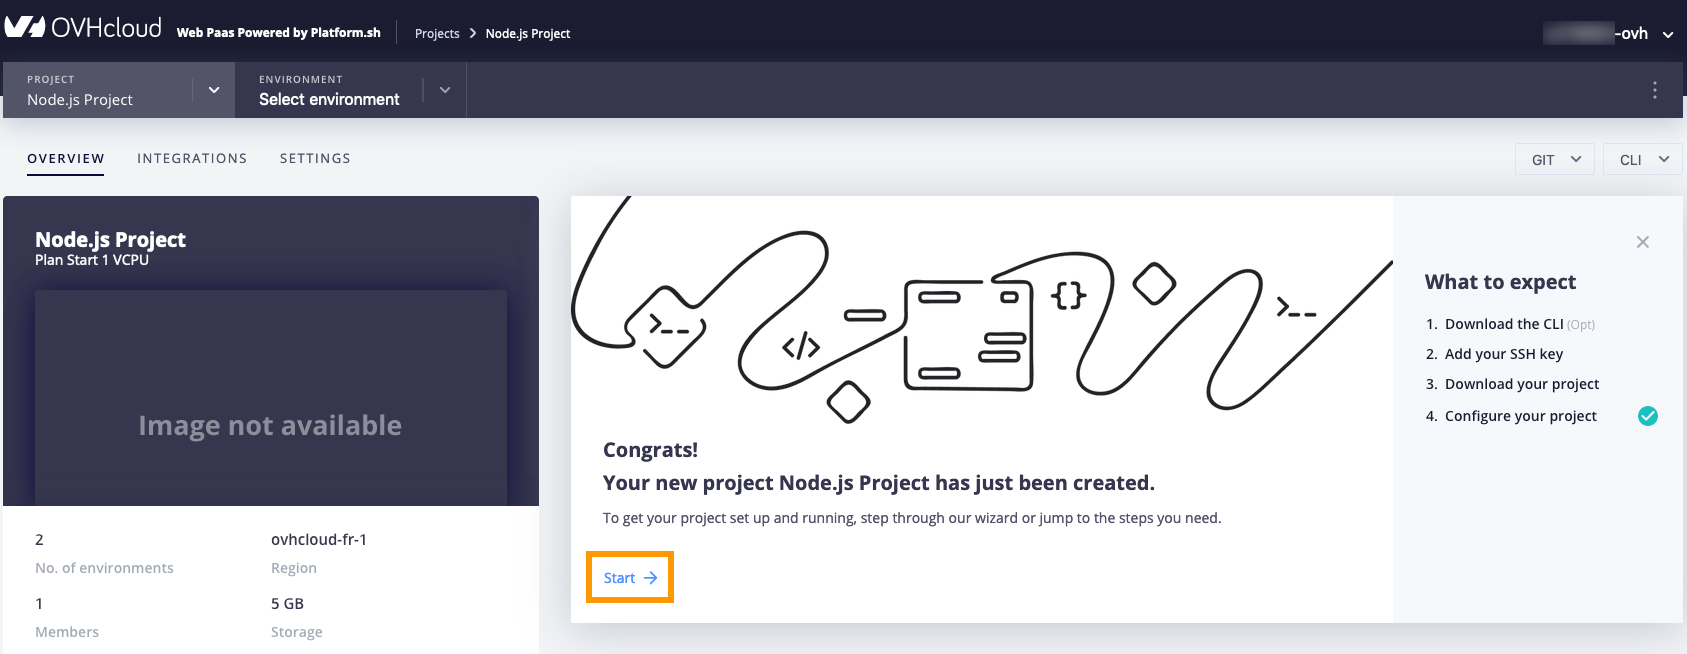 OVHcloud Web Paas Powered by Platform.sh Projects > Node.js Project -ovh
PROJECT
Node.js Project
ENVIRONMENT
Select environment
OVERVIEW INTEGRATIONS SETTINGS GIT CLI
Node.js Project
Plan Start 1 VCPU
Image not available
2
No. of environments
ovhcloud-fr-1
Region
1
Members
5 GB
Storage
>_--
</>
{}
>_--
Congrats!
Your new project Node.js Project has just been created.
To get your project set up and running, step through our wizard or jump to the steps you need.
Start →
What to expect
1. Download the CLI (Opt)
2. Add your SSH key
3. Download your project
4. Configure your project